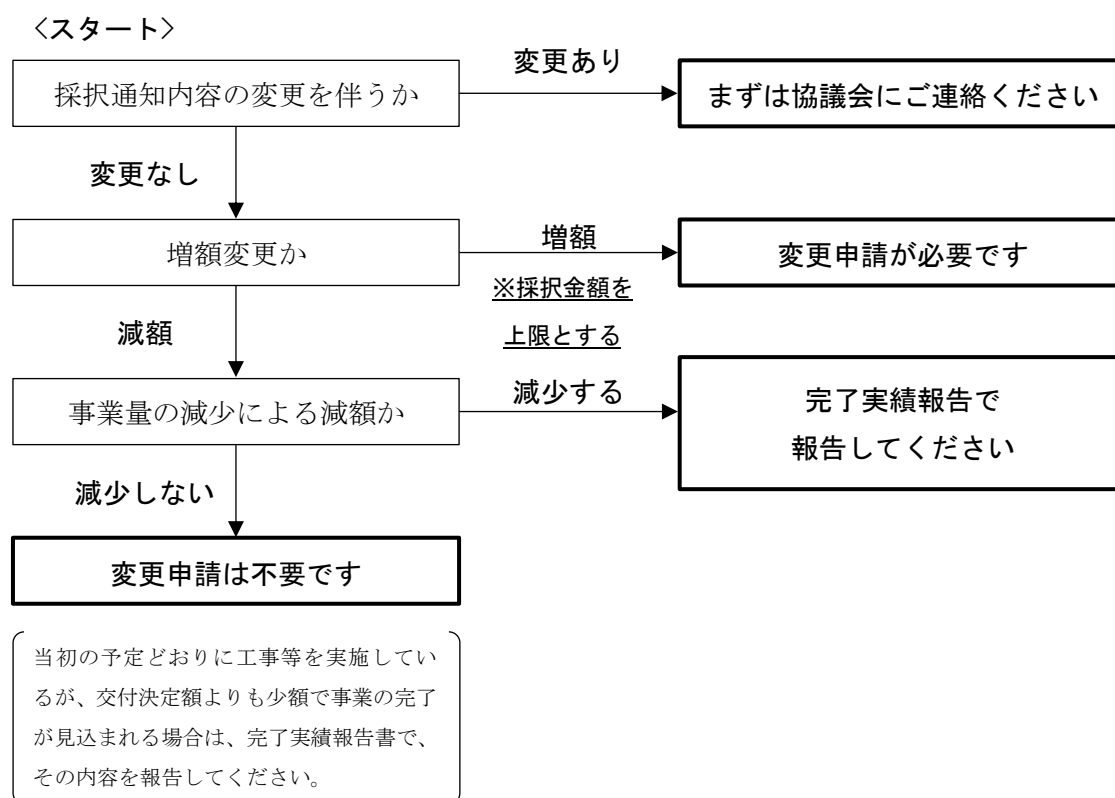 〈スタート〉
採択通知内容の変更を伴うか
変更あり
まずは協議会にご連絡ください
変更なし
増額変更か
増額
※採択金額を
上限とする
変更申請が必要です
減額
事業量の減少による減額か
減少する
完了実績報告で
報告してください
減少しない
変更申請は不要です
当初の予定どおりに工事等を実施してい
るが、交付決定額よりも少額で事業の完了
が見込まれる場合は、完了実績報告書で、
その内容を報告してください。